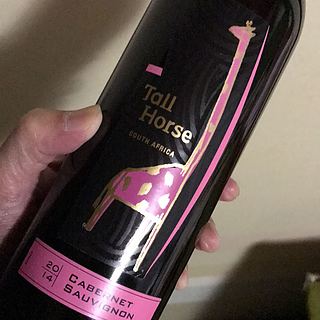 Tall
Horse
SOUTH AFRICA
20
14
CABERNET
SAUVIGNON